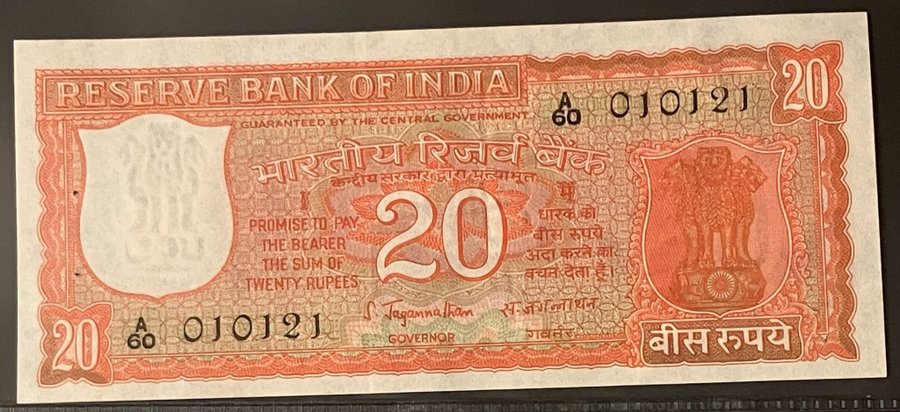 RESERVE BANK OF INDIA
GUARANTEED BY THE CENTRAL GOVERNMENT
A/60 010121
20
भारतीय रिज़र्व बैंक
केन्द्रीय सरकार द्वारा प्रत्याभूत
I
PROMISE TO PAY
THE BEARER
THE SUM OF
TWENTY RUPEES
20
मैं
धारक को
बीस रुपये
अदा करने का
वचन देता हूँ।
S. Jagannathan
स. जगन्नाथन
GOVERNOR
गवर्नर
20
A/60 010121
बीस रुपये